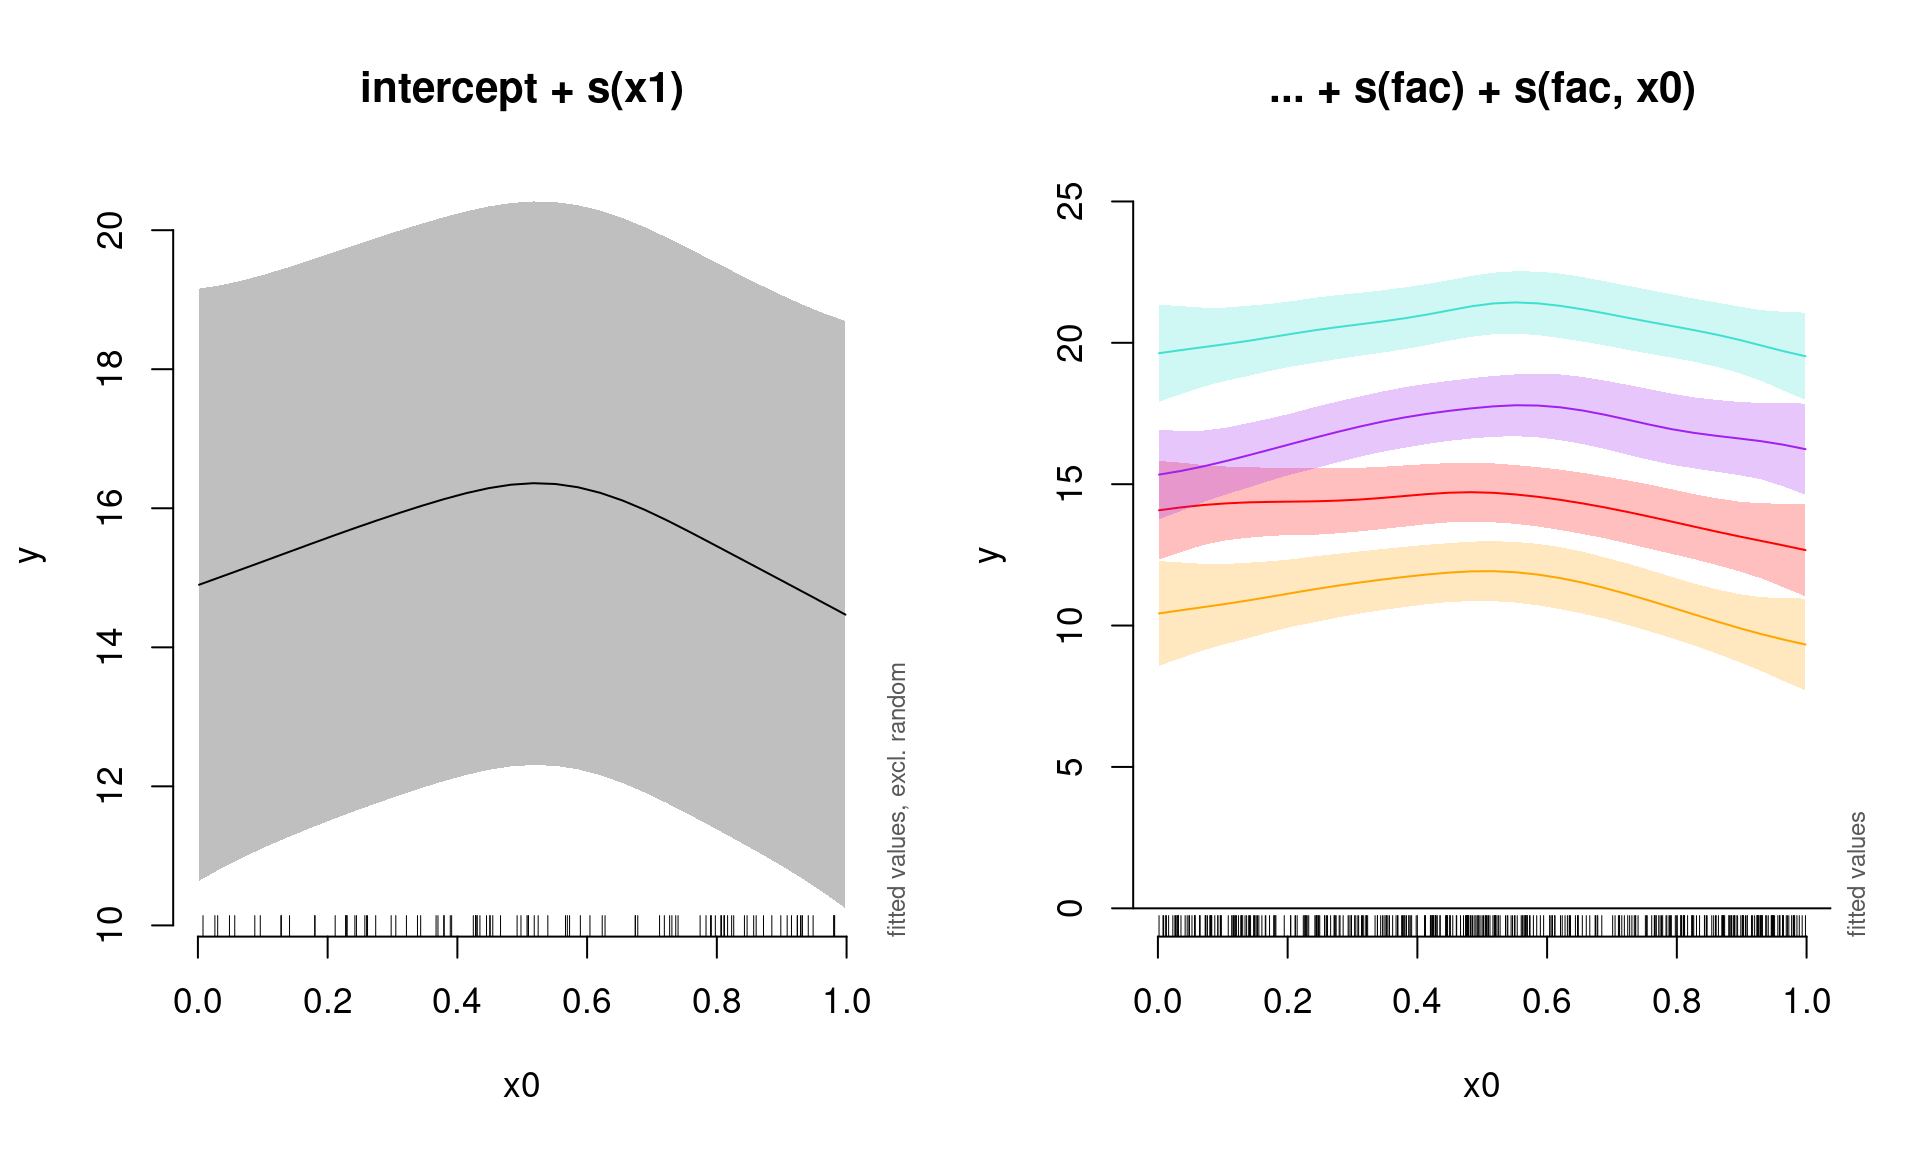 intercept + s(x1)
20
18
16
14
12
10
y
0.0 0.2 0.4 0.6 0.8 1.0
x0
fitted values, excl. random
... + s(fac) + s(fac, x0)
25
20
15
10
5
0
y
0.0 0.2 0.4 0.6 0.8 1.0
x0
fitted values